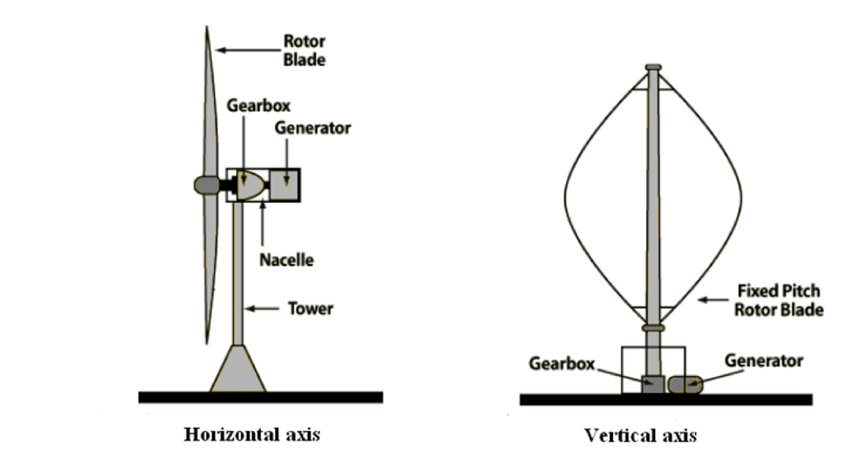 Rotor
Blade
Gearbox
Generator
Nacelle
Tower
Horizontal axis
Fixed Pitch
Rotor Blade
Gearbox
Generator
Vertical axis